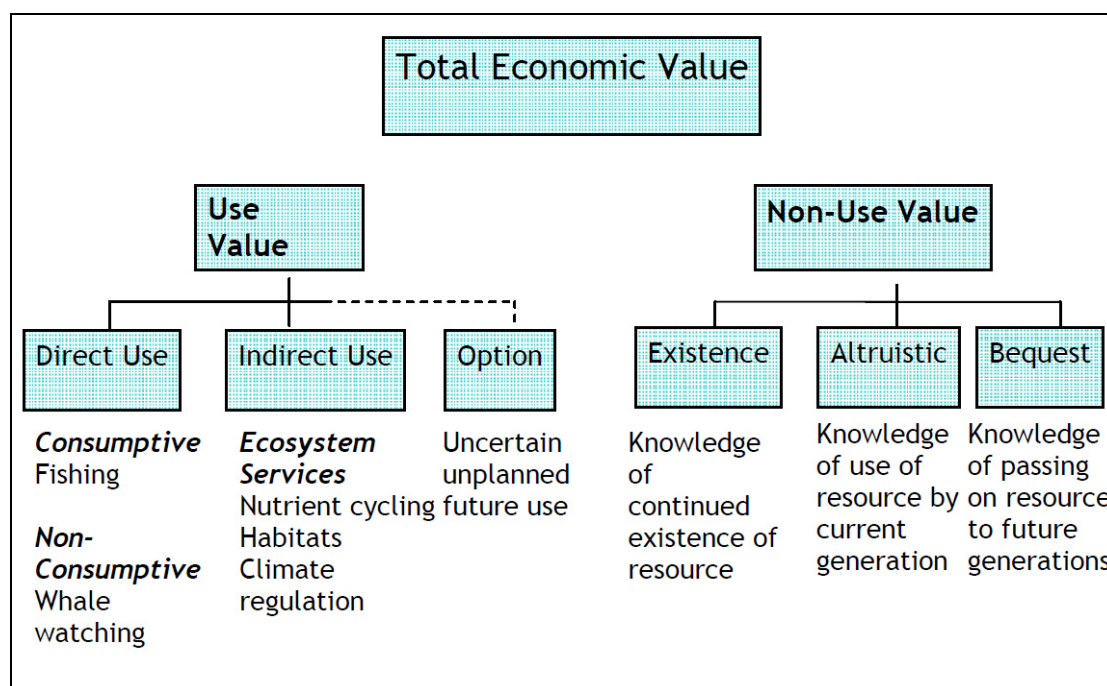 Total Economic Value
Use
Value
Non-Use Value
Direct Use
Indirect Use
Option
Existence
Altruistic
Bequest
Consumptive
Fishing
Non-
Consumptive
Whale
watching
Ecosystem
Services
Nutrient cycling
Habitats
Climate
regulation
Uncertain
unplanned
future use
Knowledge
of
continued
existence of
resource
Knowledge
of use of
resource by
current
generation
Knowledge
of passing
on resource
to future
generations